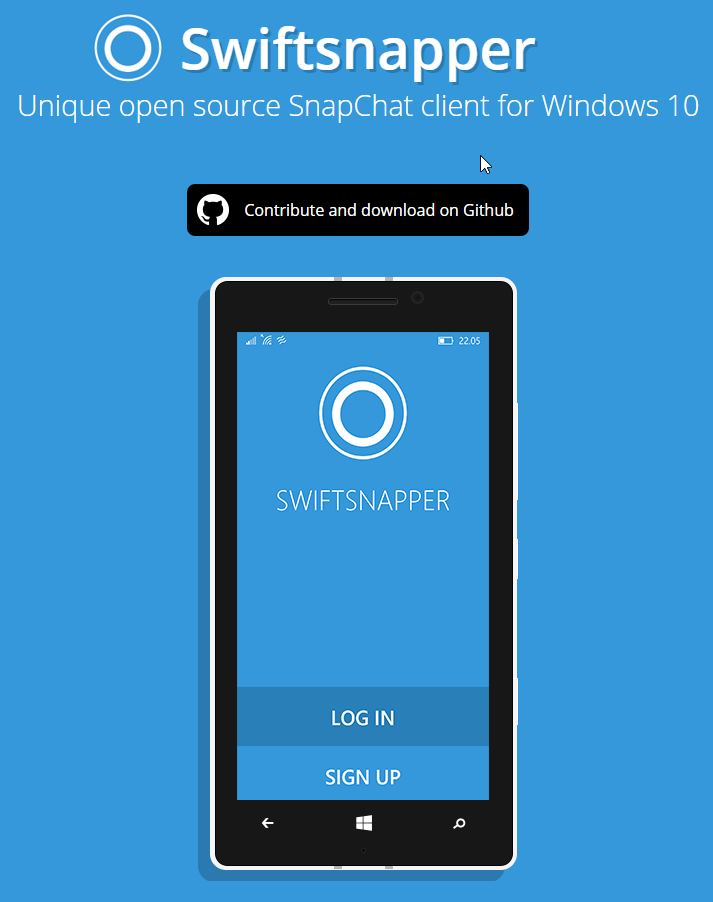 Swiftsnapper
Unique open source SnapChat client for Windows 10
Contribute and download on Github
22.05
SWIFTSNAPPER
LOG IN
SIGN UP